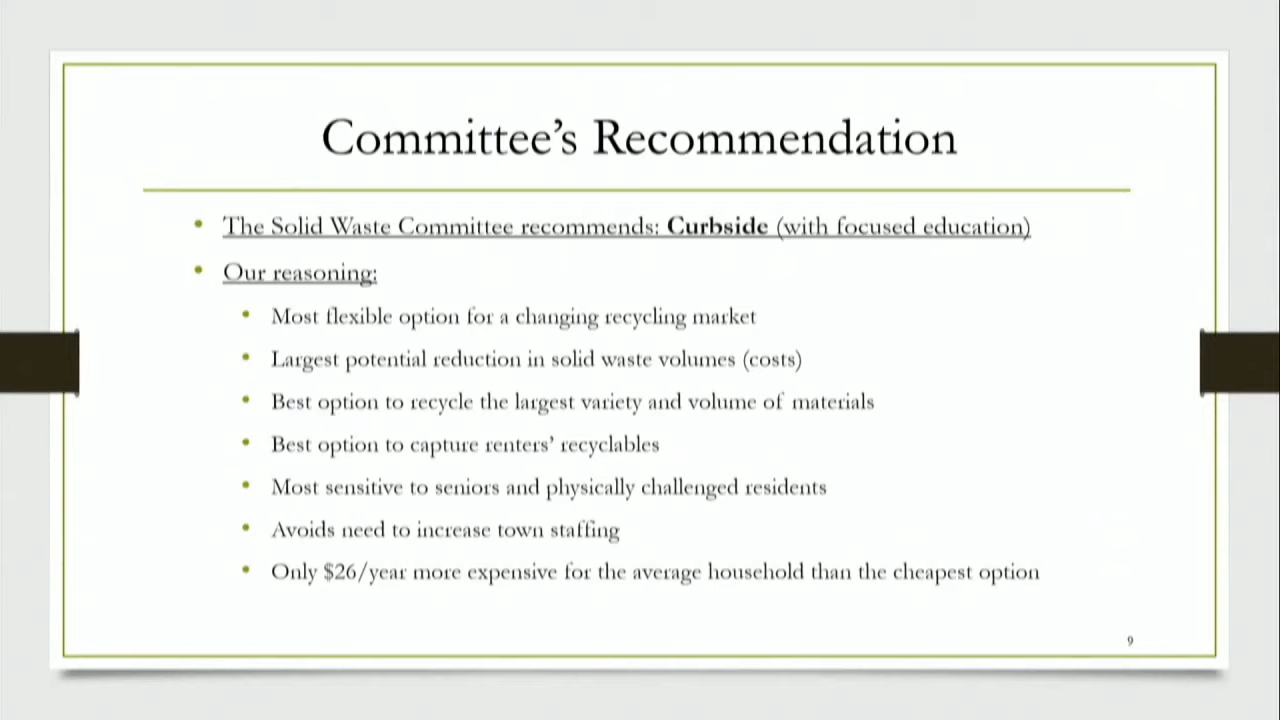 Committee’s Recommendation
• The Solid Waste Committee recommends: Curbside (with focused education)
• Our reasoning:
• Most flexible option for a changing recycling market
• Largest potential reduction in solid waste volumes (costs)
• Best option to recycle the largest variety and volume of materials
• Best option to capture renters’ recyclables
• Most sensitive to seniors and physically challenged residents
• Avoids need to increase town staffing
• Only $26/year more expensive for the average household than the cheapest option
9